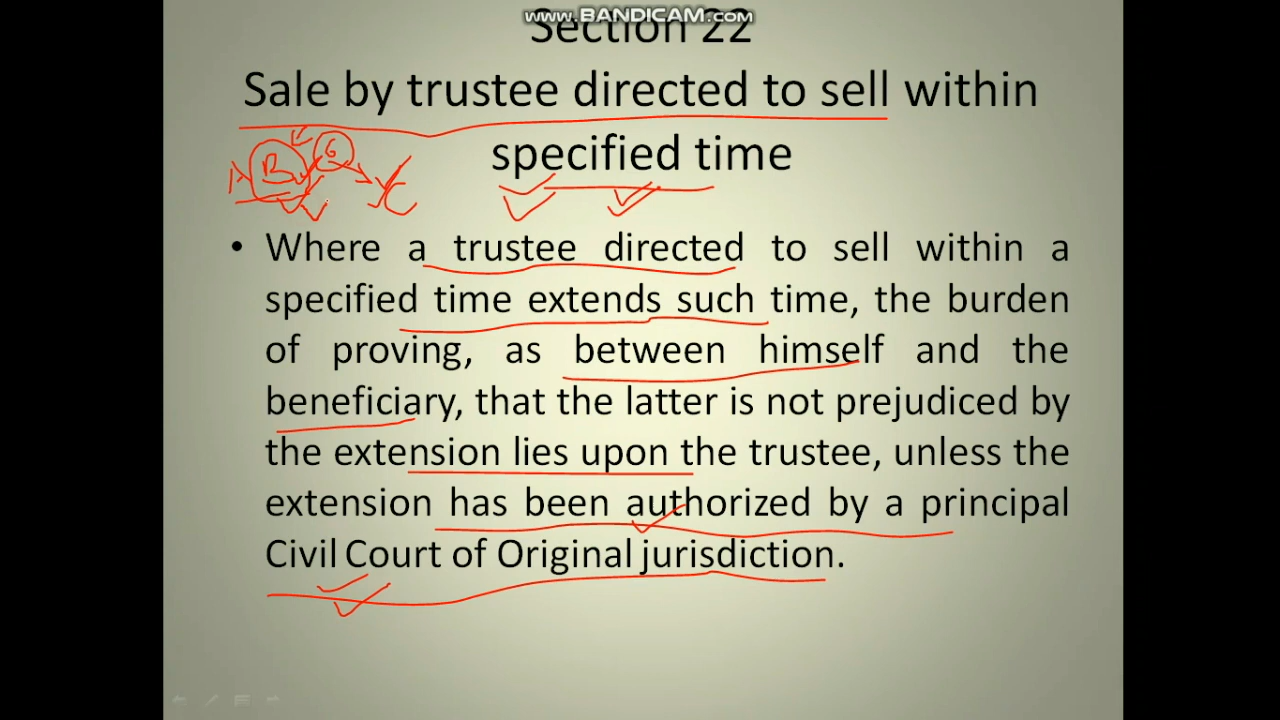 www.BANDICAM.com
Section 22
Sale by trustee directed to sell within
specified time
B
• Where a trustee directed to sell within a
specified time extends such time, the burden
of proving, as between himself and the
beneficiary, that the latter is not prejudiced by
the extension lies upon the trustee, unless the
extension has been authorized by a principal
Civil Court of Original jurisdiction.